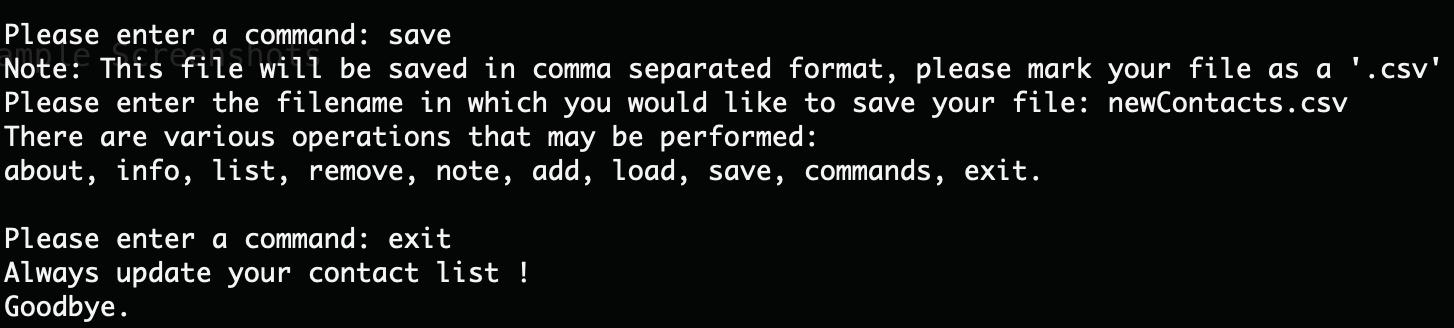 Please enter a command: save
ample Screenshots
Note: This file will be saved in comma separated format, please mark your file as a '.csv'
Please enter the filename in which you would like to save your file: newContacts.csv
There are various operations that may be performed:
about, info, list, remove, note, add, load, save, commands, exit.
Please enter a command: exit
Always update your contact list !
Goodbye.